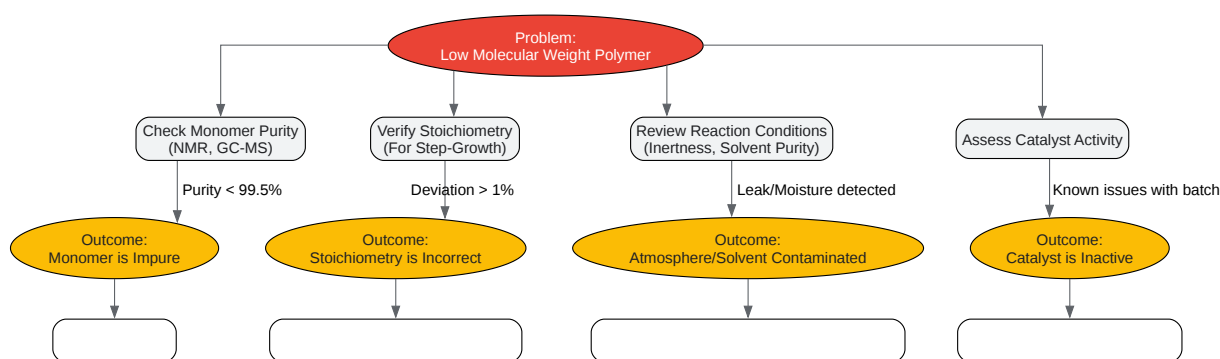 Problem:
Low Molecular Weight Polymer
Check Monomer Purity
(NMR, GC-MS)
Verify Stoichiometry
(For Step-Growth)
Review Reaction Conditions
(Inertness, Solvent Purity)
Assess Catalyst Activity
Purity < 99.5%
Deviation > 1%
Leak/Moisture detected
Known issues with batch
Outcome:
Monomer is Impure
Outcome:
Stoichiometry is Incorrect
Outcome:
Atmosphere/Solvent Contaminated
Outcome:
Catalyst is Inactive